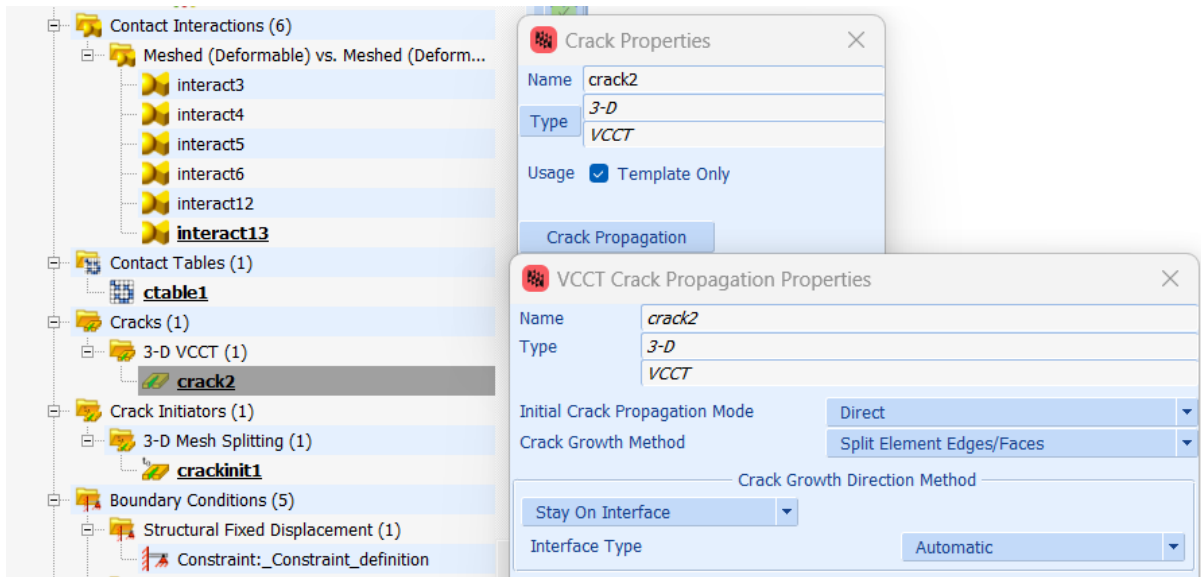 Contact Interactions (6)
Meshed (Deformable) vs. Meshed (Deform...
interact3
interact4
interact5
interact6
interact12
interact13
Contact Tables (1)
ctable1
Cracks (1)
3-D VCCT (1)
crack2
Crack Initiators (1)
3-D Mesh Splitting (1)
crackinit1
Boundary Conditions (5)
Structural Fixed Displacement (1)
Constraint:_Constraint_definition
Crack Properties
Name crack2
Type 3-D
VCCT
Usage Template Only
Crack Propagation
VCCT Crack Propagation Properties
Name crack2
Type 3-D
VCCT
Initial Crack Propagation Mode Direct
Crack Growth Method Split Element Edges/Faces
Crack Growth Direction Method
Stay On Interface
Interface Type Automatic